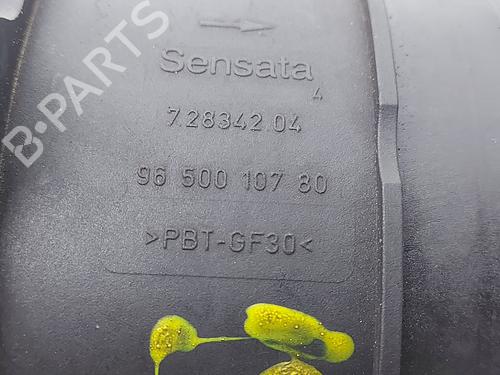 B-PARTS
Sensata
4
7.28342.04
96 500 107 80
>PBT-GF30<